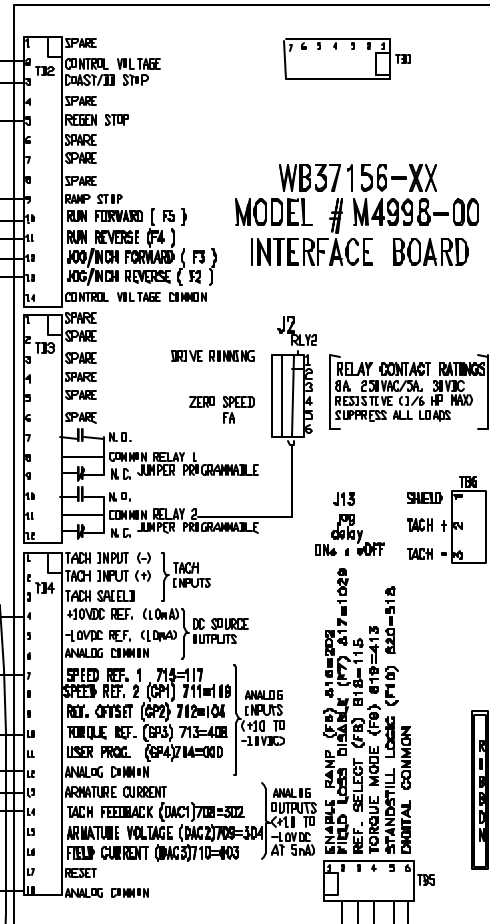 TB2
1 SPARE
2 CONTROL VOLTAGE
3 COAST/DB STOP
4 SPARE
5 REGEN STOP
6 SPARE
7 SPARE
8 SPARE
9 RAMP STOP
10 RUN FORWARD ( F5 )
11 RUN REVERSE (F4 )
12 JOG/INCH FORWARD ( F3 )
13 JOG/INCH REVERSE ( F2 )
14 CONTROL VOLTAGE COMMON
7 6 5 4 3 2 1
WB37156-XX
MODEL # M4998-00
INTERFACE BOARD
TB3
1 SPARE
2 SPARE
3 SPARE
4 SPARE
5 SPARE
6 SPARE
7 N.O.
8 COMMON RELAY 1
9 N.C. JUMPER PROGRAMMABLE
10 N.O.
11 COMMON RELAY 2
12 N.C. JUMPER PROGRAMMABLE
J2
RLY2
DRIVE RUNNING
ZERO SPEED
FA
1
2
3
4
5
6
RELAY CONTACT RATINGS
8A, 250VAC/5A, 30VDC
RESISTIVE (1/6 HP MAX)
SUPPRESS ALL LOADS
J13
Jog
delay
ON OFF
TB6
SHIELD 1
TACH + 2
TACH - 3
TB4
1 TACH INPUT (-)
2 TACH INPUT (+)
3 TACH SHIELD
TACH
INPUTS
4 +10VDC REF. (10mA)
5 -10VDC REF. (10mA)
6 ANALOG COMMON
DC SOURCE
OUTPUTS
7 SPEED REF. 1 715=117
8 SPEED REF. 2 (GP1) 711=118
9 REF. OFFSET (GP2) 712=104
10 TORQUE REF. (GP3) 713=408
11 USER PROG. (GP4)714=000
12 ANALOG COMMON
ANALOG
INPUTS
(+10 TO
-10VDC)
13 ARMATURE CURRENT
14 TACH FEEDBACK (DAC1)708=302
15 ARMATURE VOLTAGE (DAC2)709=304
16 FIELD CURRENT (DAC3)710=403
ANALOG
OUTPUTS
(+10 TO
-10VDC
AT 5mA)
17 RESET
18 ANALOG COMMON
ENABLE RAMP (F6) 816=202
FIELD LOSS DISABLE (F7) 817=1029
REF. SELECT (F8) 818=115
TORQUE MODE (F9) 819=413
STANDSTILL LOGIC (F10) 820=518
DIGITAL COMMON
1 2 3 4 5 6
TB5